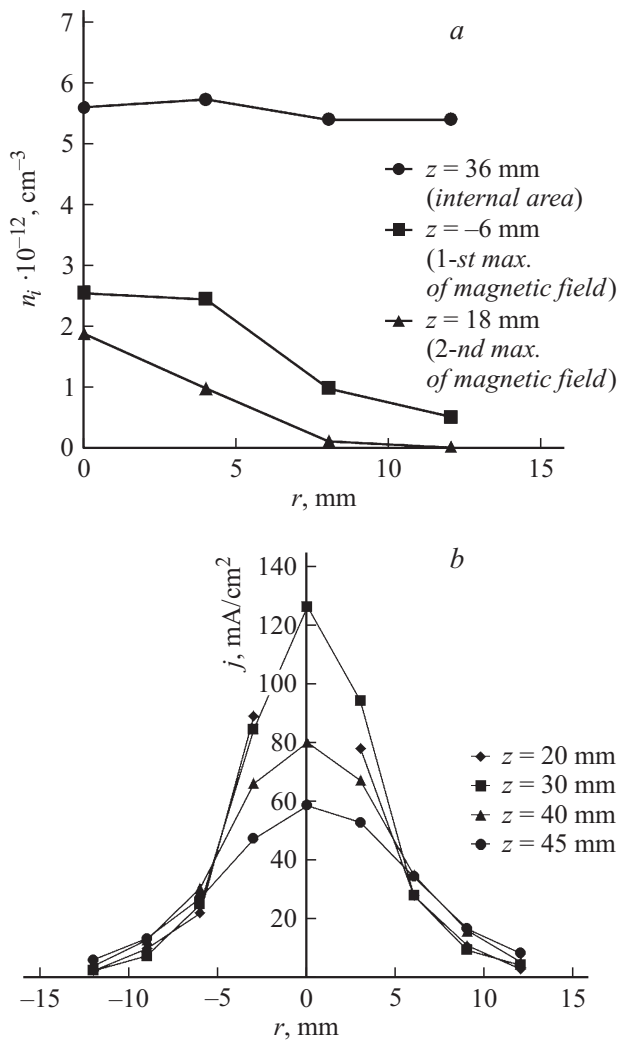 a
7
6
5
4
3
2
1
0
n_i ·10^−12, cm^−3
z = 36 mm
(internal area)
z = –6 mm
(1-st max.
of magnetic field)
z = 18 mm
(2-nd max.
of magnetic field)
0 5 10 15
r, mm
b
140
120
100
80
60
40
20
j, mA/cm^2
z = 20 mm
z = 30 mm
z = 40 mm
z = 45 mm
–15 –10 –5 0 5 10 15
r, mm